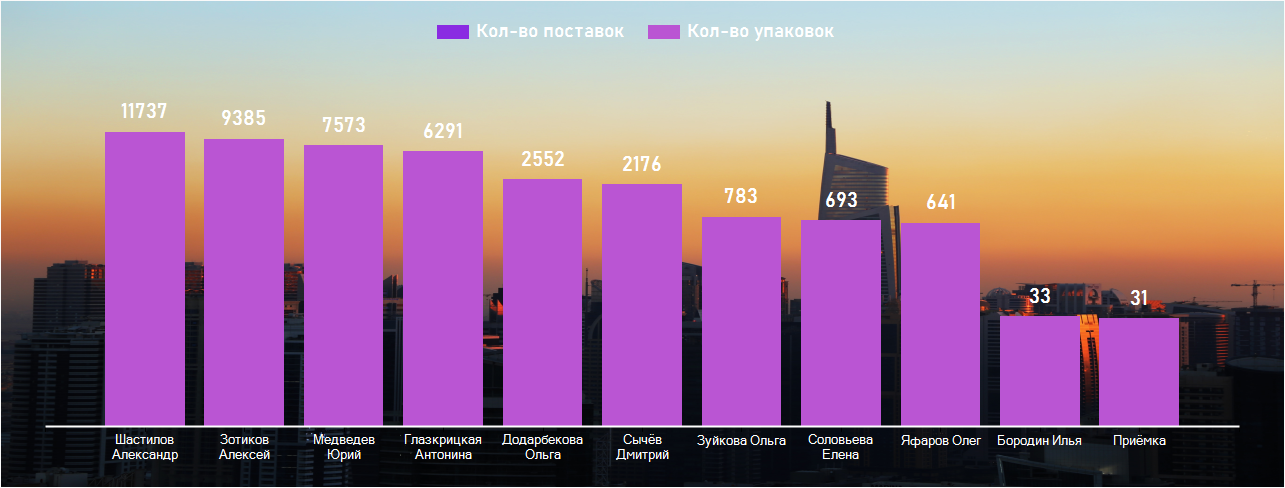 Кол-во поставок Кол-во упаковок
11737 9385 7573 6291 2552 2176 783 693 641 33 31
Шастилов Зотиков Медведев Глазкрицкая Додарбекова Сычёв Зуйкова Ольга Соловьева Яфаров Олег Бородин Илья Приёмка
Александр Алексей Юрий Антонина Ольга Дмитрий Елена